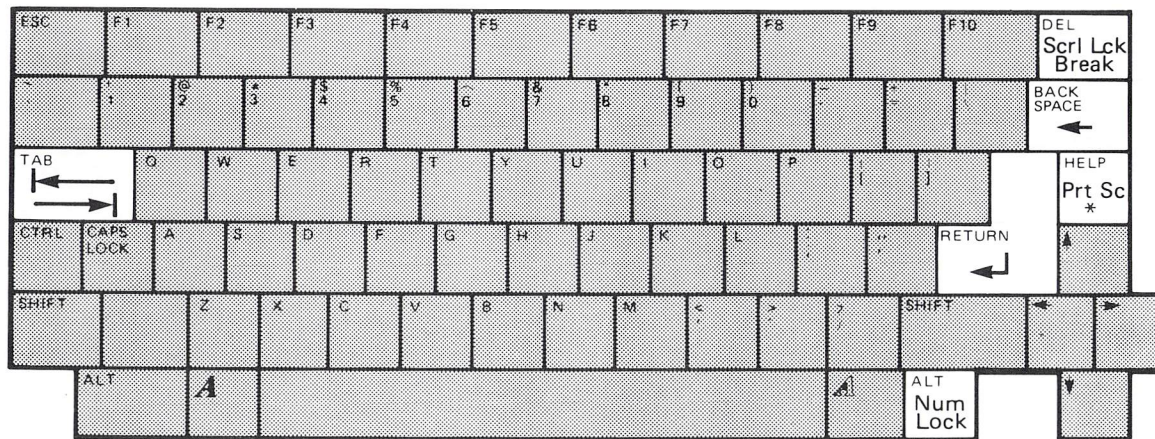 ESC F1 F2 F3 F4 F5 F6 F7 F8 F9 F10 DEL
Scrl Lck
Break
@ $ % &
2 3 4 5 6 7 8 9 0
BACK
SPACE
TAB Q W E R T Y U I O P [ ] HELP
Prt Sc
*
CTRL CAPS
LOCK A S D F G H J K L RETURN
SHIFT Z X C V B N M < > ? SHIFT
, . /
ALT A A ALT
Num
Lock